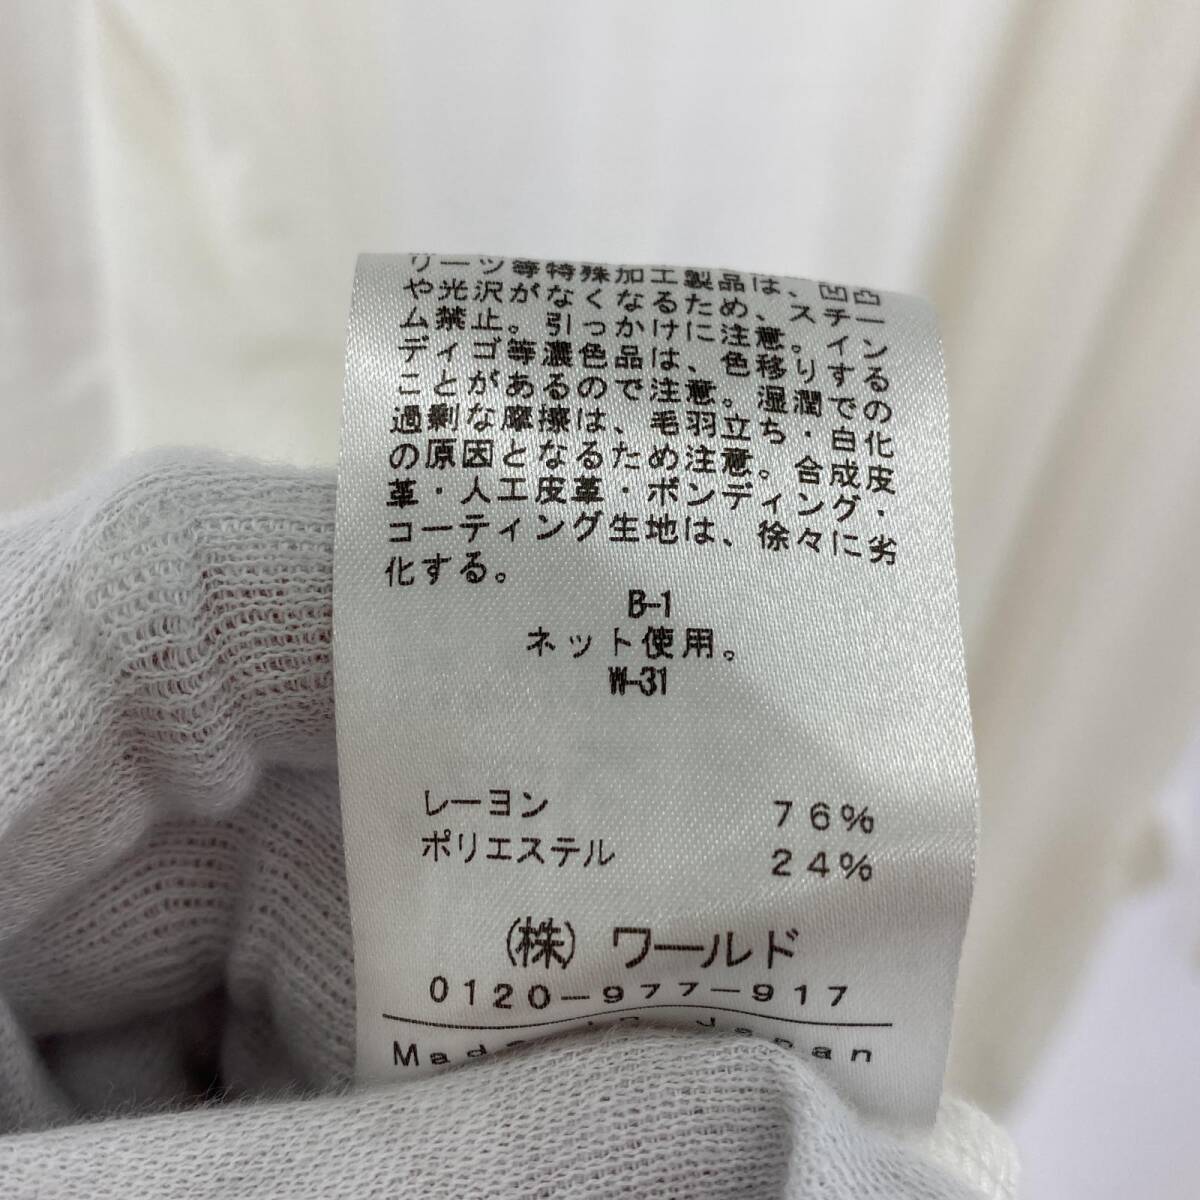 リーツ等特殊加工製品は、凹凸
や光沢がなくなるため、スチー
ム禁止。引っかけに注意。イン
ディゴ等濃色品は、色移りする
ことがあるので注意。湿潤での
過剰な摩擦は、毛羽立ち・白化
の原因となるため注意。合成皮
革・人工皮革・ボンディング・
コーティング生地は、徐々に劣
化する。
B-1
ネット使用。
W-31
レーヨン 76%
ポリエステル 24%
(株) ワールド
0120-977-917
Made in Japan